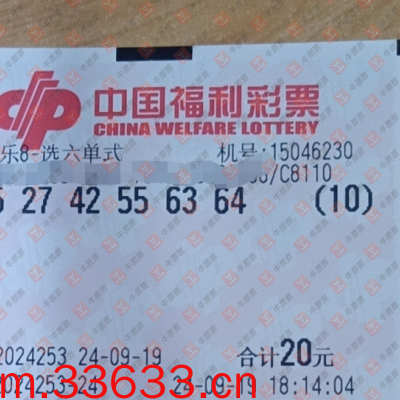 中国福利彩票
CHINA WELFARE LOTTERY
乐8-选六单式 机号:15046230
/C8110
27 42 55 63 64 (10)
2024253 24-09-19 合计20元
2024253-24 24-09-19 18:14:04
m.33633.cn